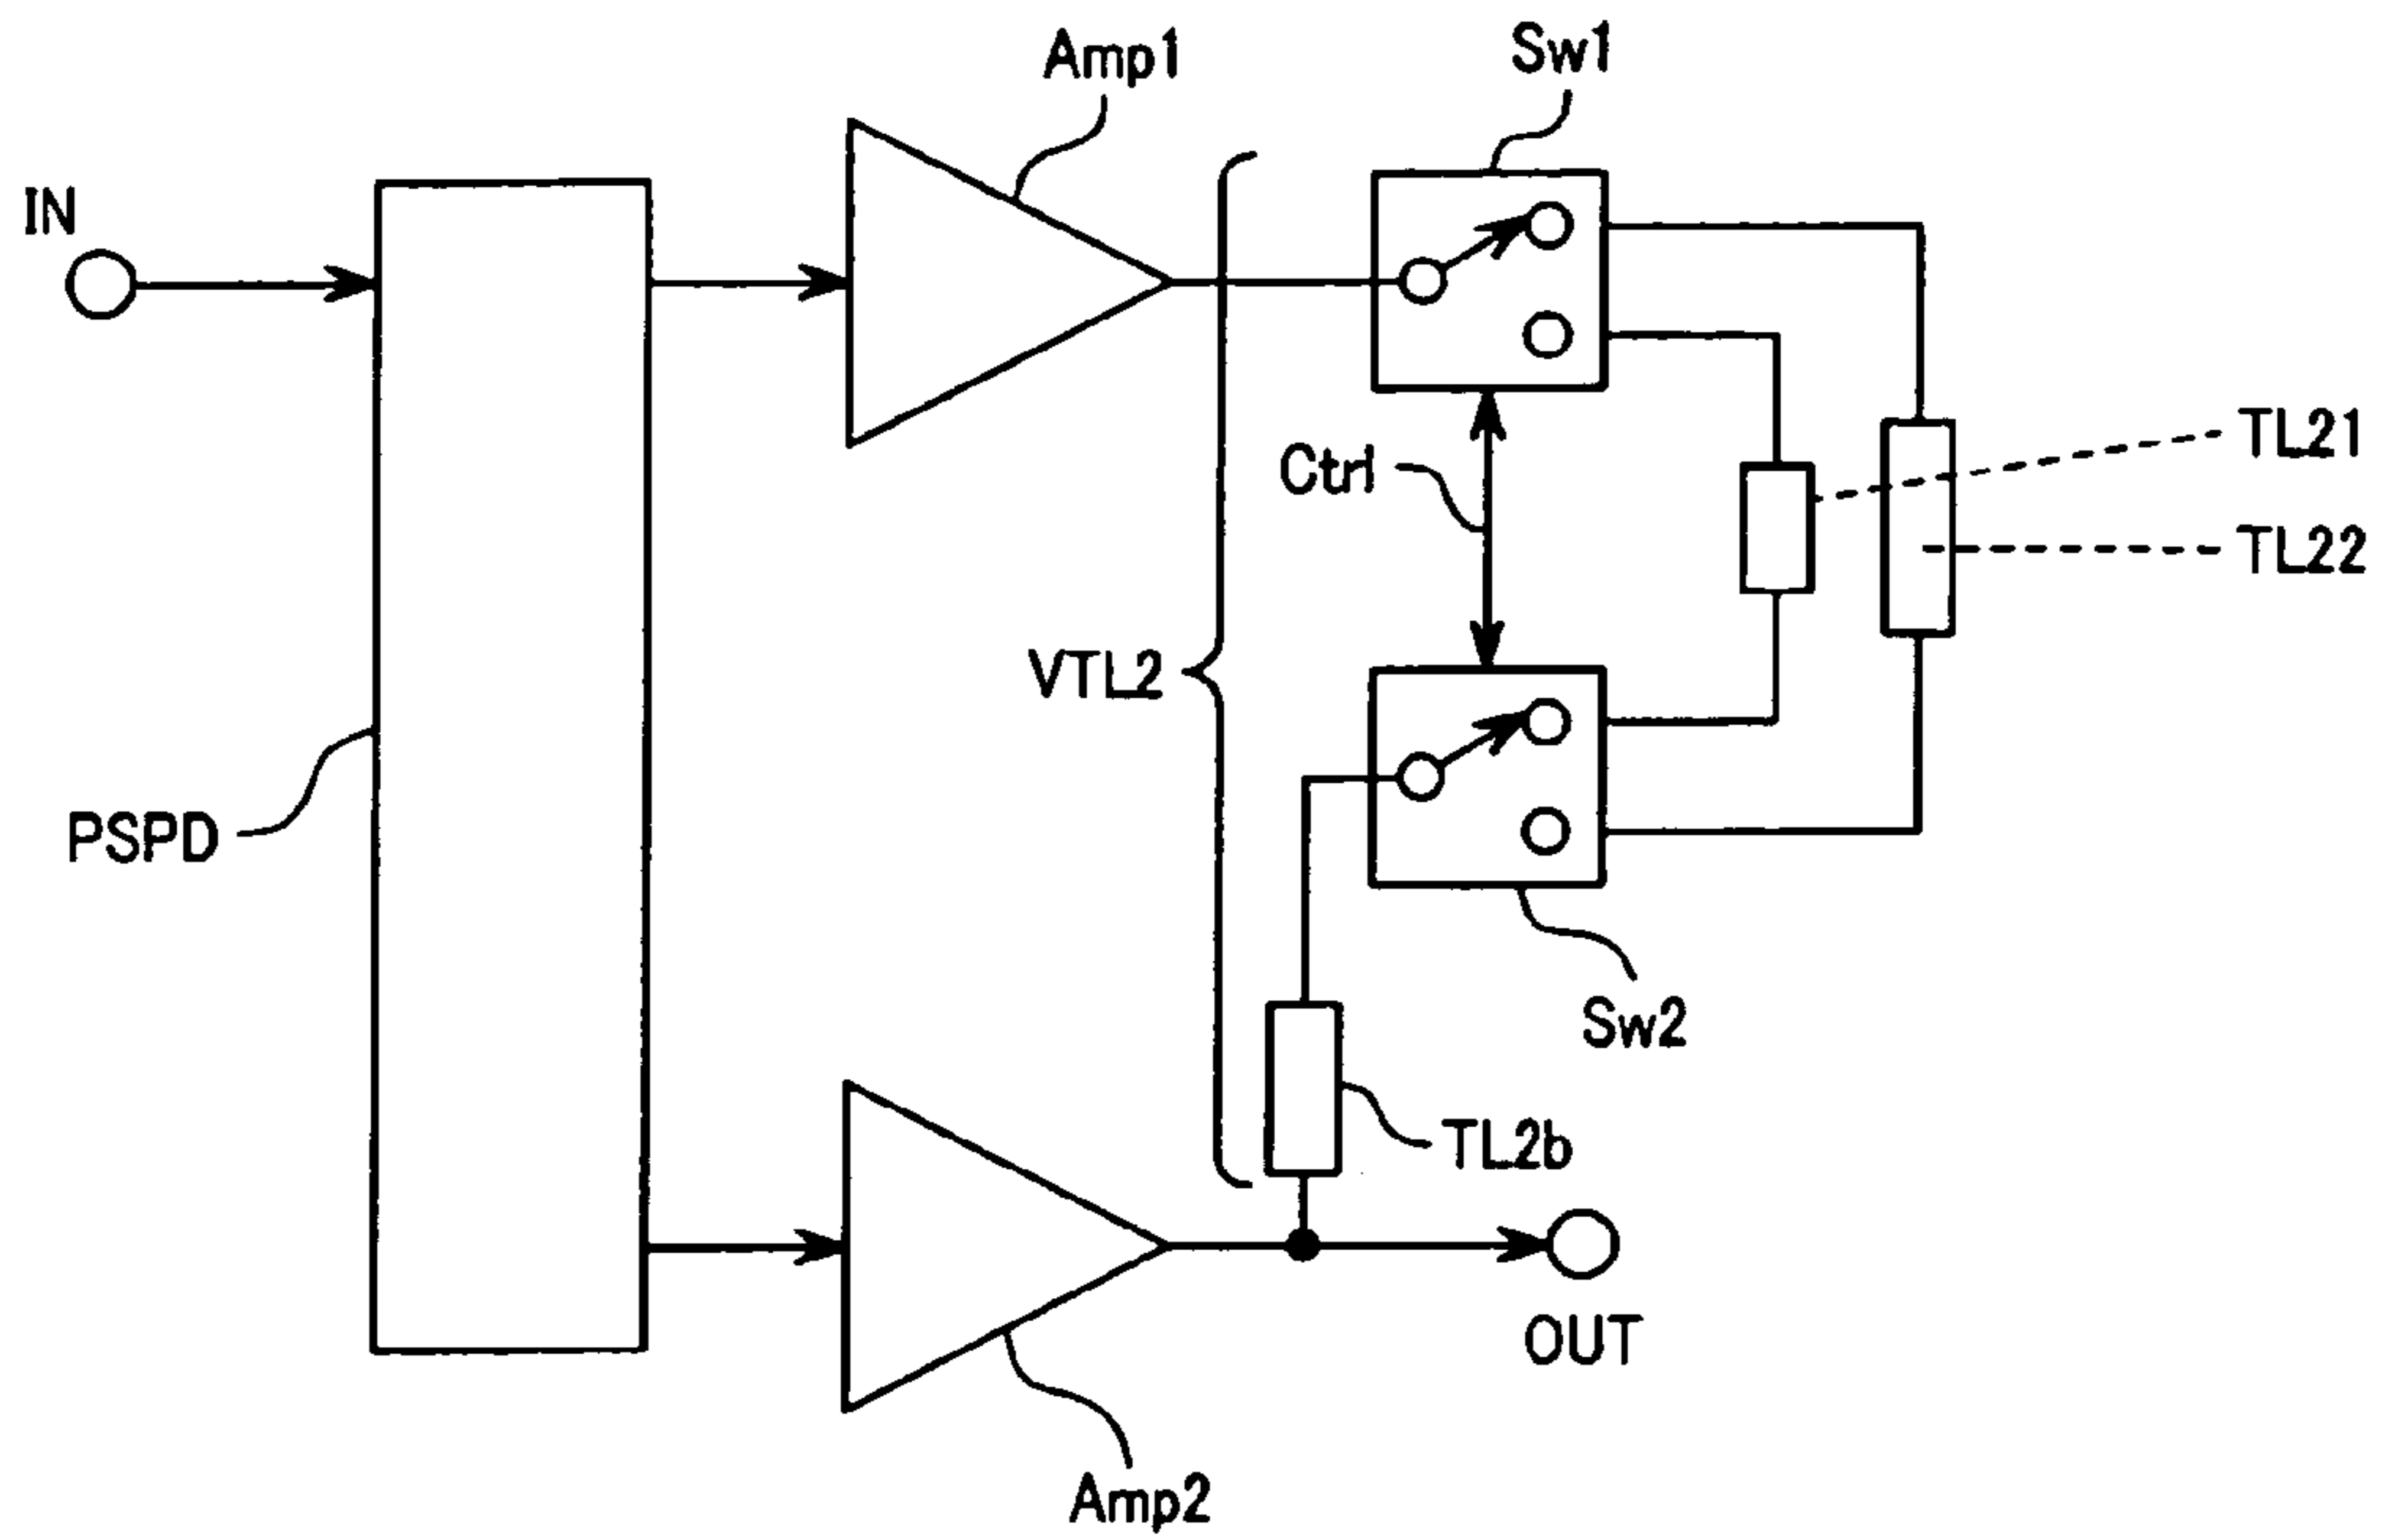 Amp1
Sw1
IN
TL21
Ctrl
TL22
VTL2
PSPD
Sw2
TL2b
OUT
Amp2